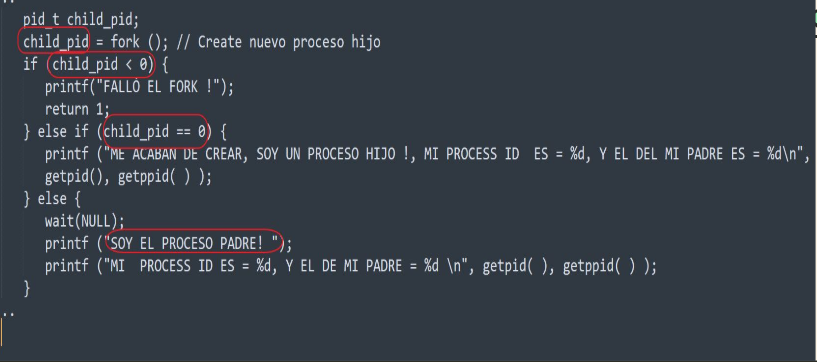 ..
pid_t child_pid;
child_pid = fork (); // Create nuevo proceso hijo
if (child_pid < 0) {
printf("FALLÒ EL FORK !");
return 1;
} else if (child_pid == 0) {
printf ("ME ACABAN DE CREAR, SOY UN PROCESO HIJO !, MI PROCESS ID  ES = %d, Y EL DEL MI PADRE ES = %d\n",
getpid(), getppid( ) );
} else {
wait(NULL);
printf ("SOY EL PROCESO PADRE! ");
printf ("MI  PROCESS ID ES = %d, Y EL DE MI PADRE = %d \n", getpid( ), getppid( ) );
}
..